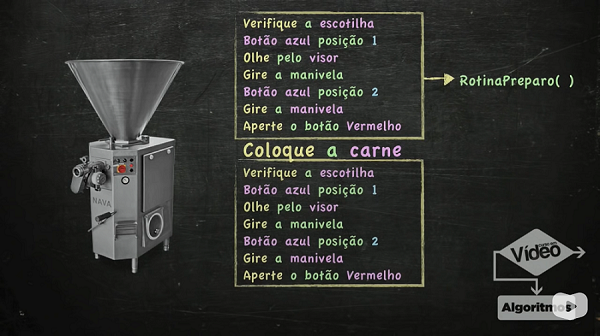 Verifique a escotilha
Botão azul posição 1
Olhe pelo visor
Gire a manivela
Botão azul posição 2
Gire a manivela
Aperte o botão Vermelho
RotinaPreparo( )
Coloque a carne
Verifique a escotilha
Botão azul posição 1
Olhe pelo visor
Gire a manivela
Botão azul posição 2
Gire a manivela
Aperte o botão Vermelho
NAVA
Vídeo
Algoritmos